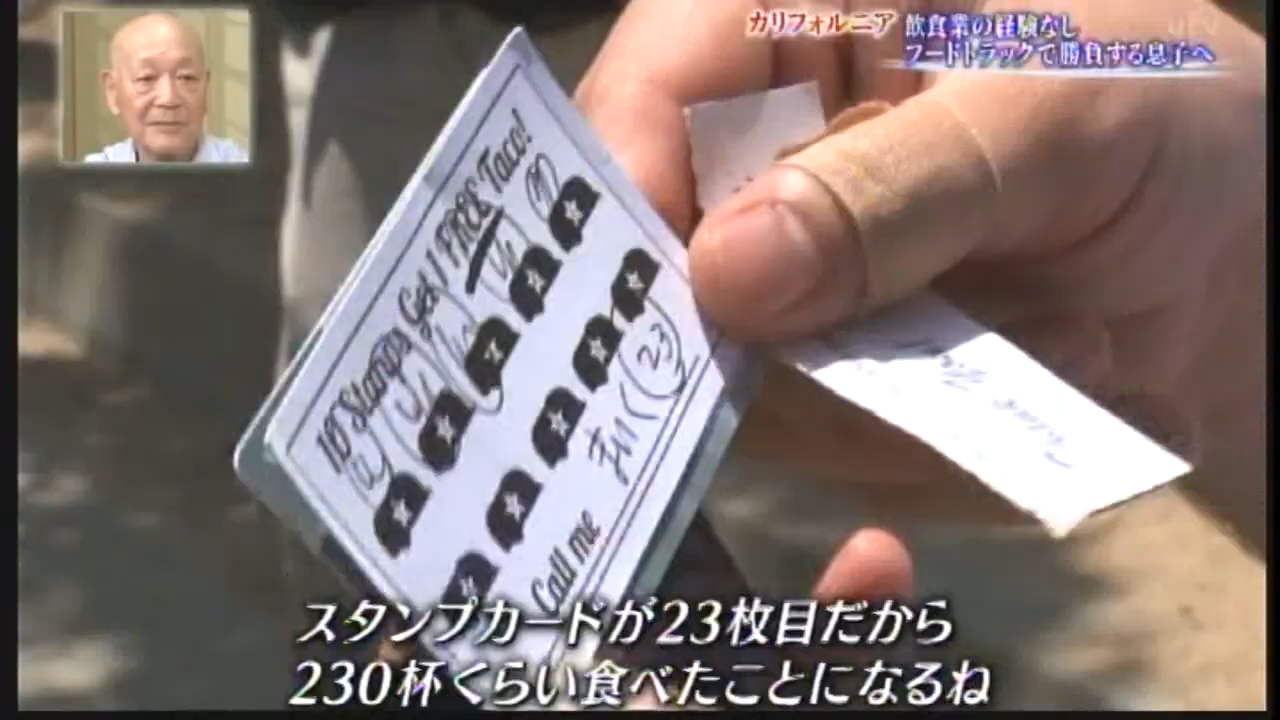 カリフォルニア 飲食業の経験なし
フードトラックで勝負する息子へ
10 Stamps Get 1 FREE Taco!
23
Call me
スタンプカードが23枚目だから
230杯くらい食べたことになるね